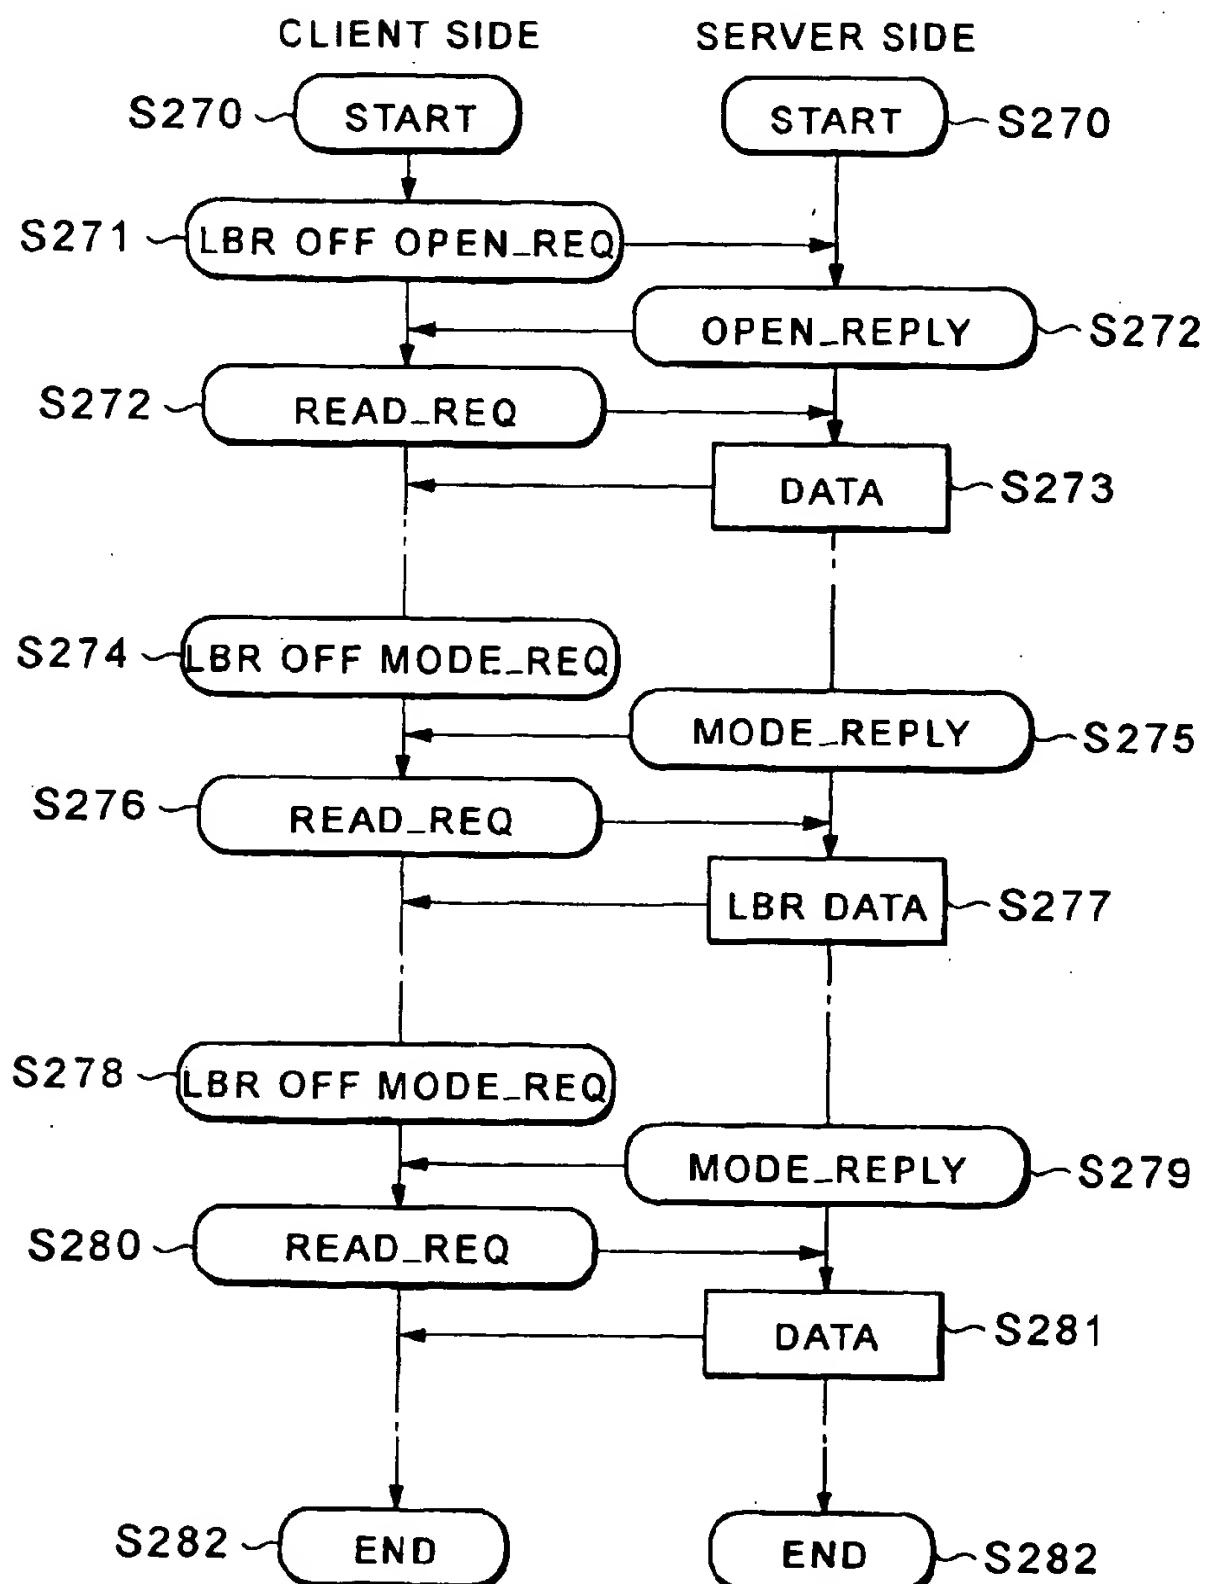 CLIENT SIDE
SERVER SIDE
S270
START
START
S270
S271
LBR OFF OPEN_REQ
OPEN_REPLY
S272
S272
READ_REQ
DATA
S273
S274
LBR OFF MODE_REQ
MODE_REPLY
S275
S276
READ_REQ
LBR DATA
S277
S278
LBR OFF MODE_REQ
MODE_REPLY
S279
S280
READ_REQ
DATA
S281
S282
END
END
S282